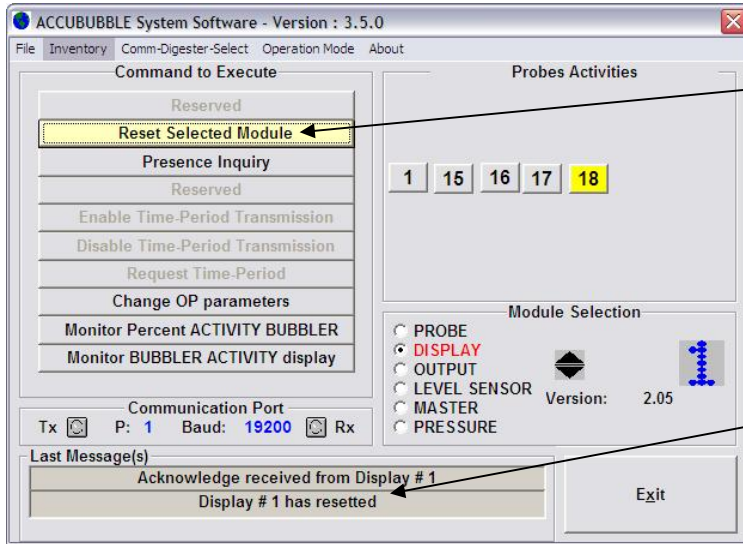 ACCUBUBBLE System Software - Version : 3.5.0
File Inventory Comm-Digester-Select Operation Mode About
Command to Execute
Reserved
Reset Selected Module
Presence Inquiry
Reserved
Enable Time-Period Transmission
Disable Time-Period Transmission
Request Time-Period
Change OP parameters
Monitor Percent ACTIVITY BUBBLER
Monitor BUBBLER ACTIVITY display
Communication Port
Tx P: 1 Baud: 19200 Rx
Probes Activities
1 15 16 17 18
Module Selection
PROBE
DISPLAY
OUTPUT
LEVEL SENSOR
MASTER
PRESSURE
1
Version: 2.05
Last Message(s)
Acknowledge received from Display # 1
Display # 1 has resetted
Exit